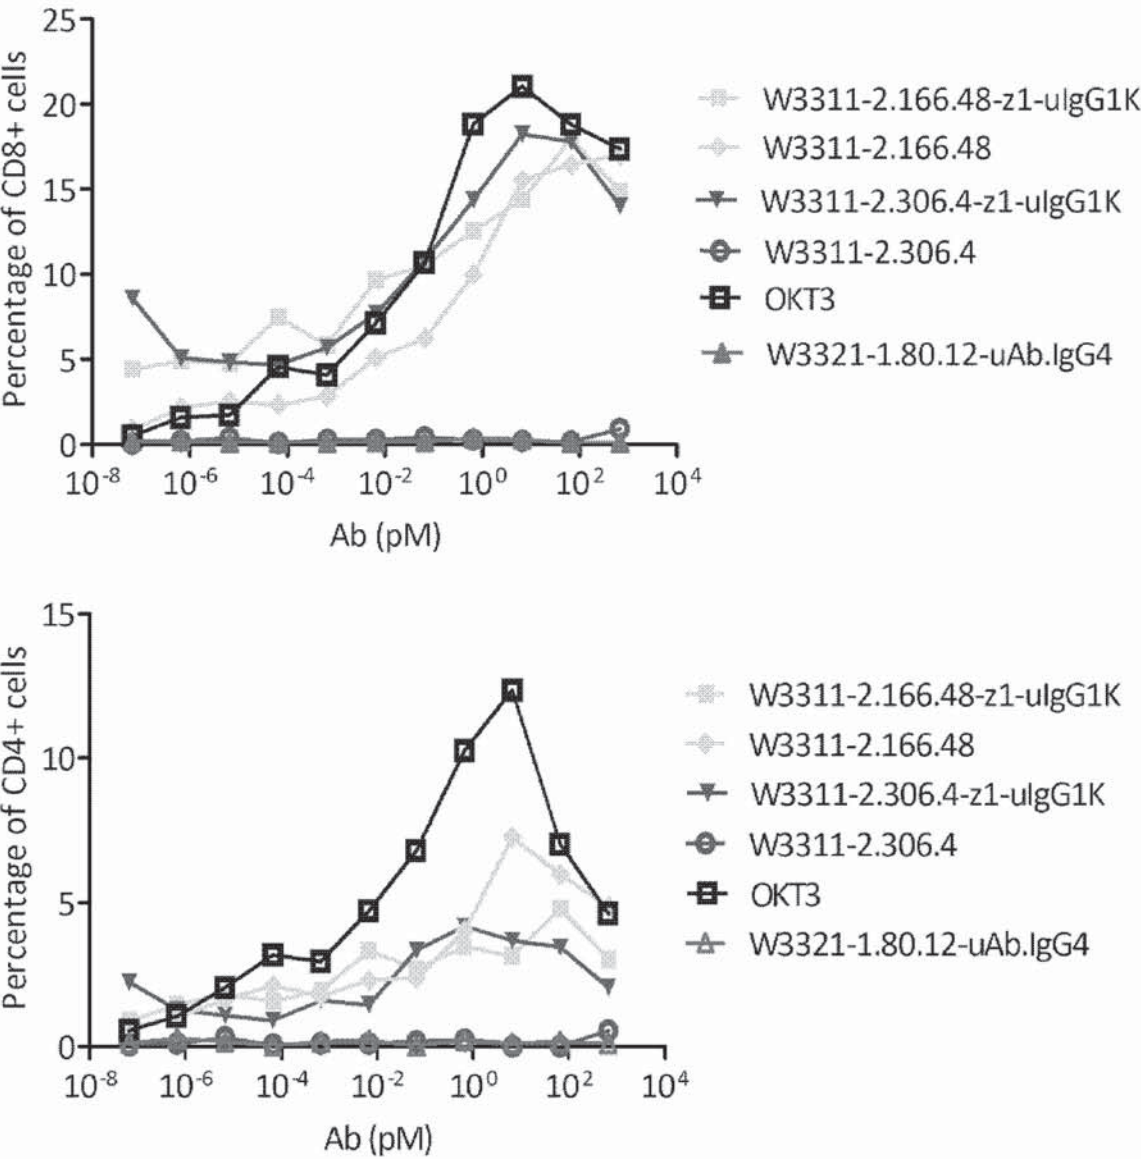 25
20
15
10
5
0
Percentage of CD8+ cells
10⁻⁸ 10⁻⁶ 10⁻⁴ 10⁻² 10⁰ 10² 10⁴
Ab (pM)
W3311-2.166.48-z1-uIgG1K
W3311-2.166.48
W3311-2.306.4-z1-uIgG1K
W3311-2.306.4
OKT3
W3321-1.80.12-uAb.IgG4
15
10
5
0
Percentage of CD4+ cells
10⁻⁸ 10⁻⁶ 10⁻⁴ 10⁻² 10⁰ 10² 10⁴
Ab (pM)
W3311-2.166.48-z1-uIgG1K
W3311-2.166.48
W3311-2.306.4-z1-uIgG1K
W3311-2.306.4
OKT3
W3321-1.80.12-uAb.IgG4